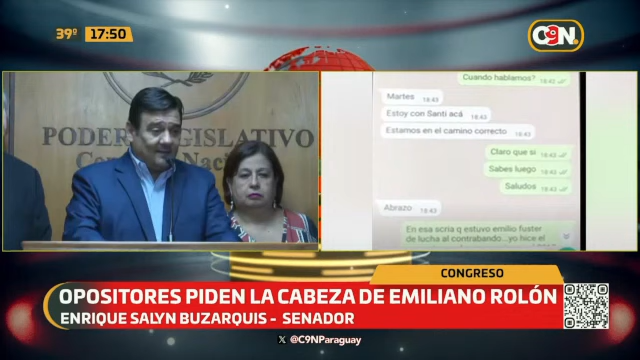 39º 17:50
C9N
PODER LEGISLATIVO
Nacional
Cuando hablamos? 18:42
Martes 18:43
Estoy con Santi acá 18:43
Estamos en el camino correcto 18:43
Claro que si 18:43
Sabes luego 18:43
Saludos 18:43
Abrazo 18:43
En esa scria q estuvo emilio fuster
de lucha al contrabando...yo hice el
CONGRESO
OPOSITORES PIDEN LA CABEZA DE EMILIANO ROLÓN
ENRIQUE SALYN BUZARQUIS - SENADOR
X @C9NParaguay